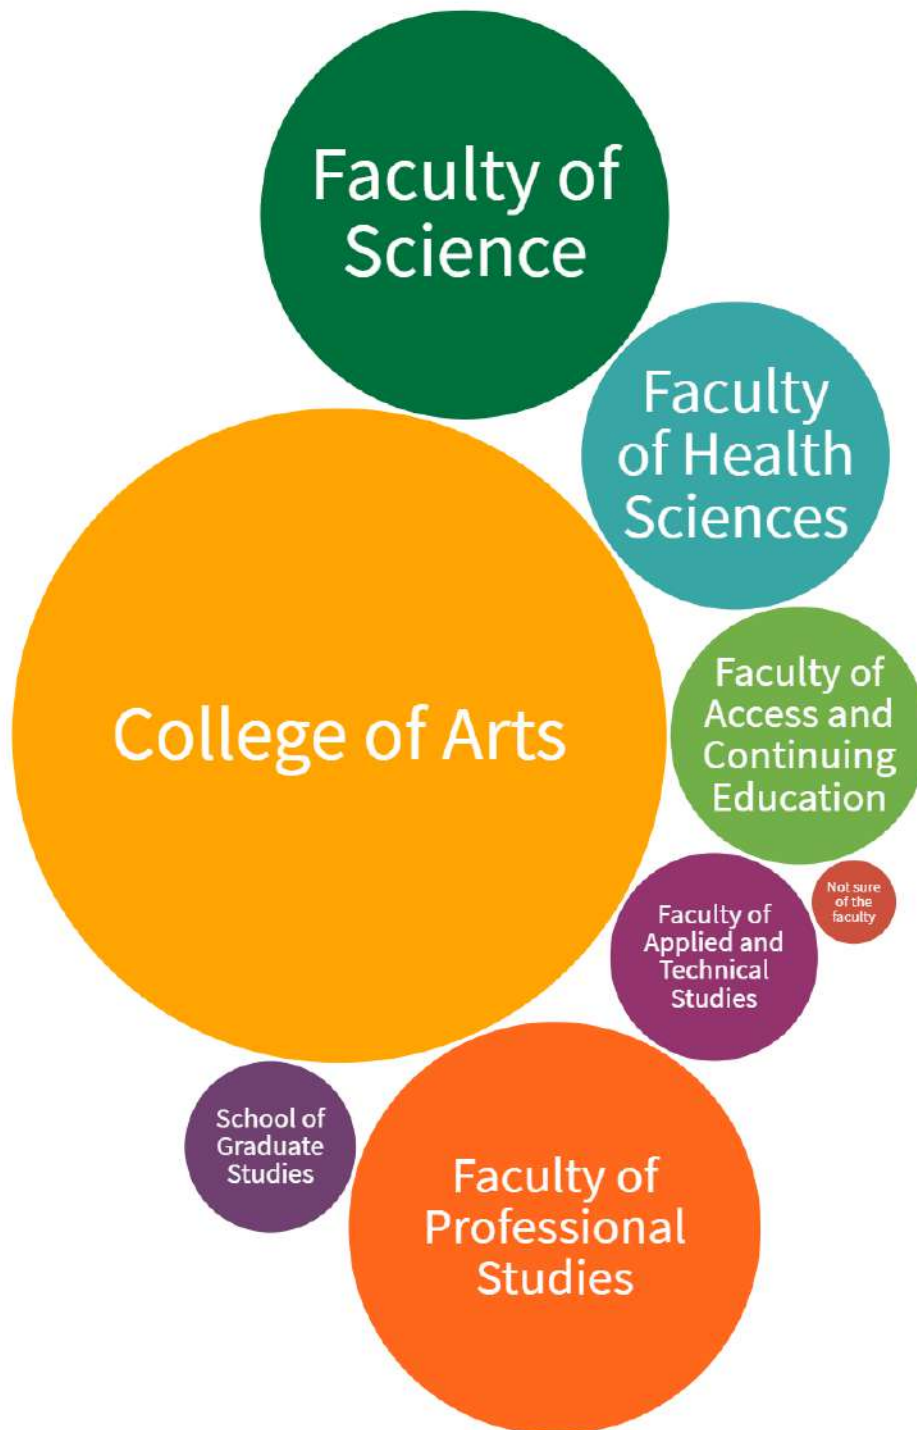 Faculty of
Science
Faculty
of Health
Sciences
College of Arts
Faculty of
Access and
Continuing
Education
Not sure
of the
faculty
Faculty of
Applied and
Technical
Studies
School of
Graduate
Studies
Faculty of
Professional
Studies